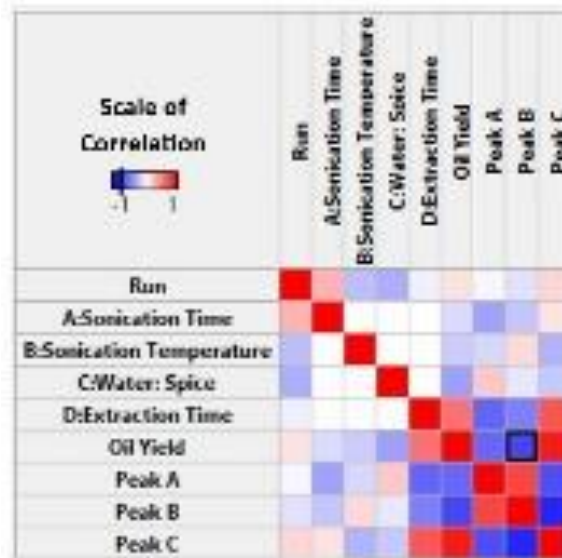 Scale of
Correlation
-1 1
Run
A:Sonication Time
B:Sonication Temperature
C:Water: Spice
D:Extraction Time
Oil Yield
Peak A
Peak B
Peak C
Run
A:Sonication Time
B:Sonication Temperature
C:Water: Spice
D:Extraction Time
Oil Yield
Peak A
Peak B
Peak C